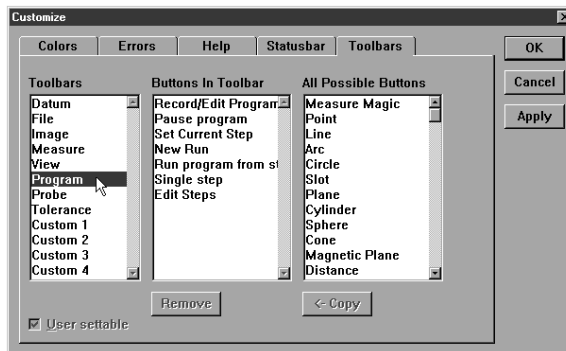 Customize
Colors
Errors
Help
Statusbar
Toolbars
OK
Cancel
Apply
Toolbars
Datum
File
Image
Measure
View
Program
Probe
Tolerance
Custom 1
Custom 2
Custom 3
Custom 4
Buttons In Toolbar
Record/Edit Program
Pause program
Set Current Step
New Run
Run program from st
Single step
Edit Steps
Remove
All Possible Buttons
Measure Magic
Point
Line
Arc
Circle
Slot
Plane
Cylinder
Sphere
Cone
Magnetic Plane
Distance
<- Copy
User settable